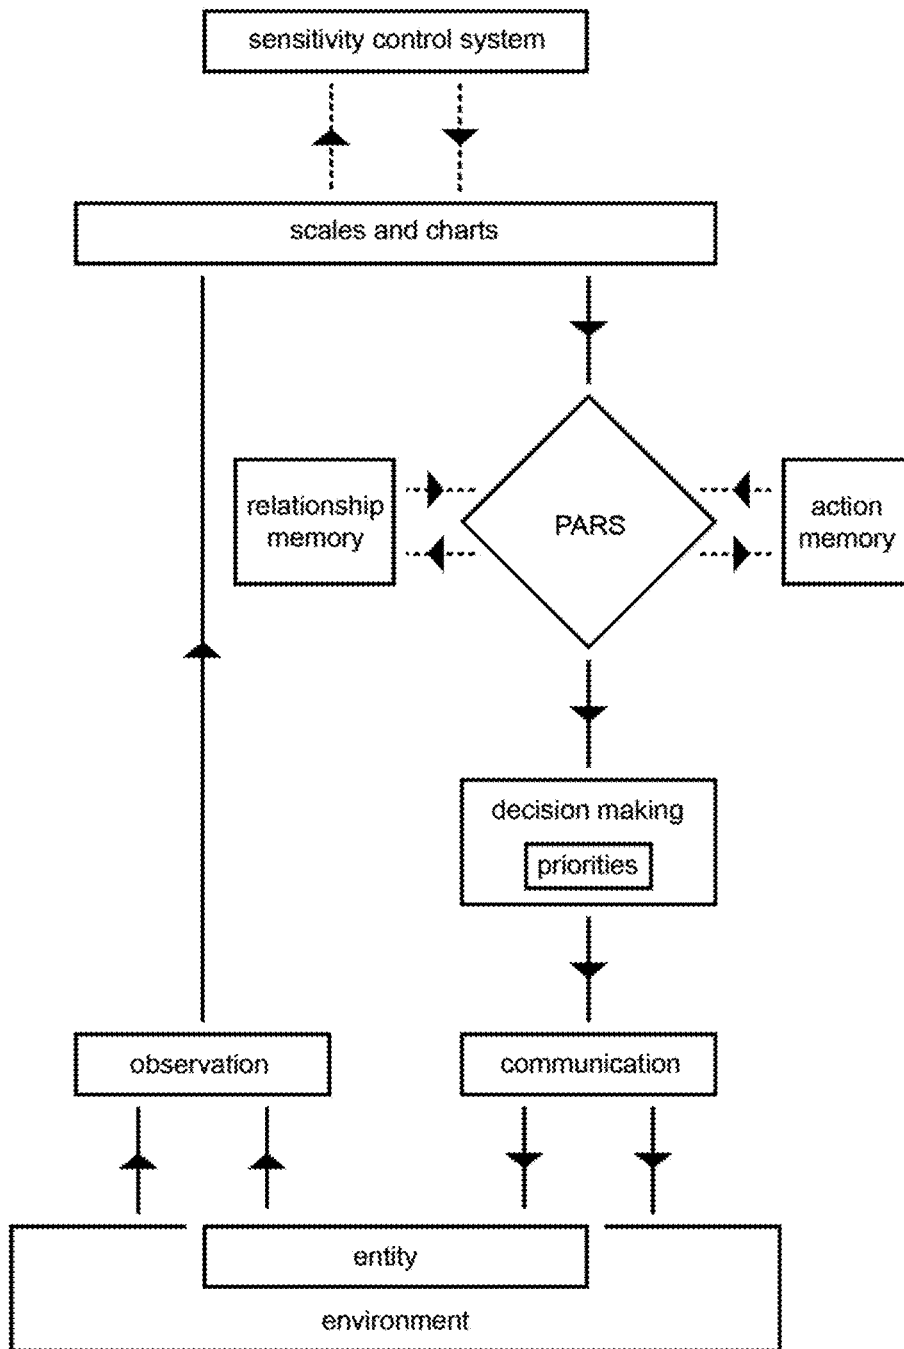 sensitivity control system
scales and charts
relationship
memory
PARS
action
memory
decision making
priorities
observation
communication
entity
environment